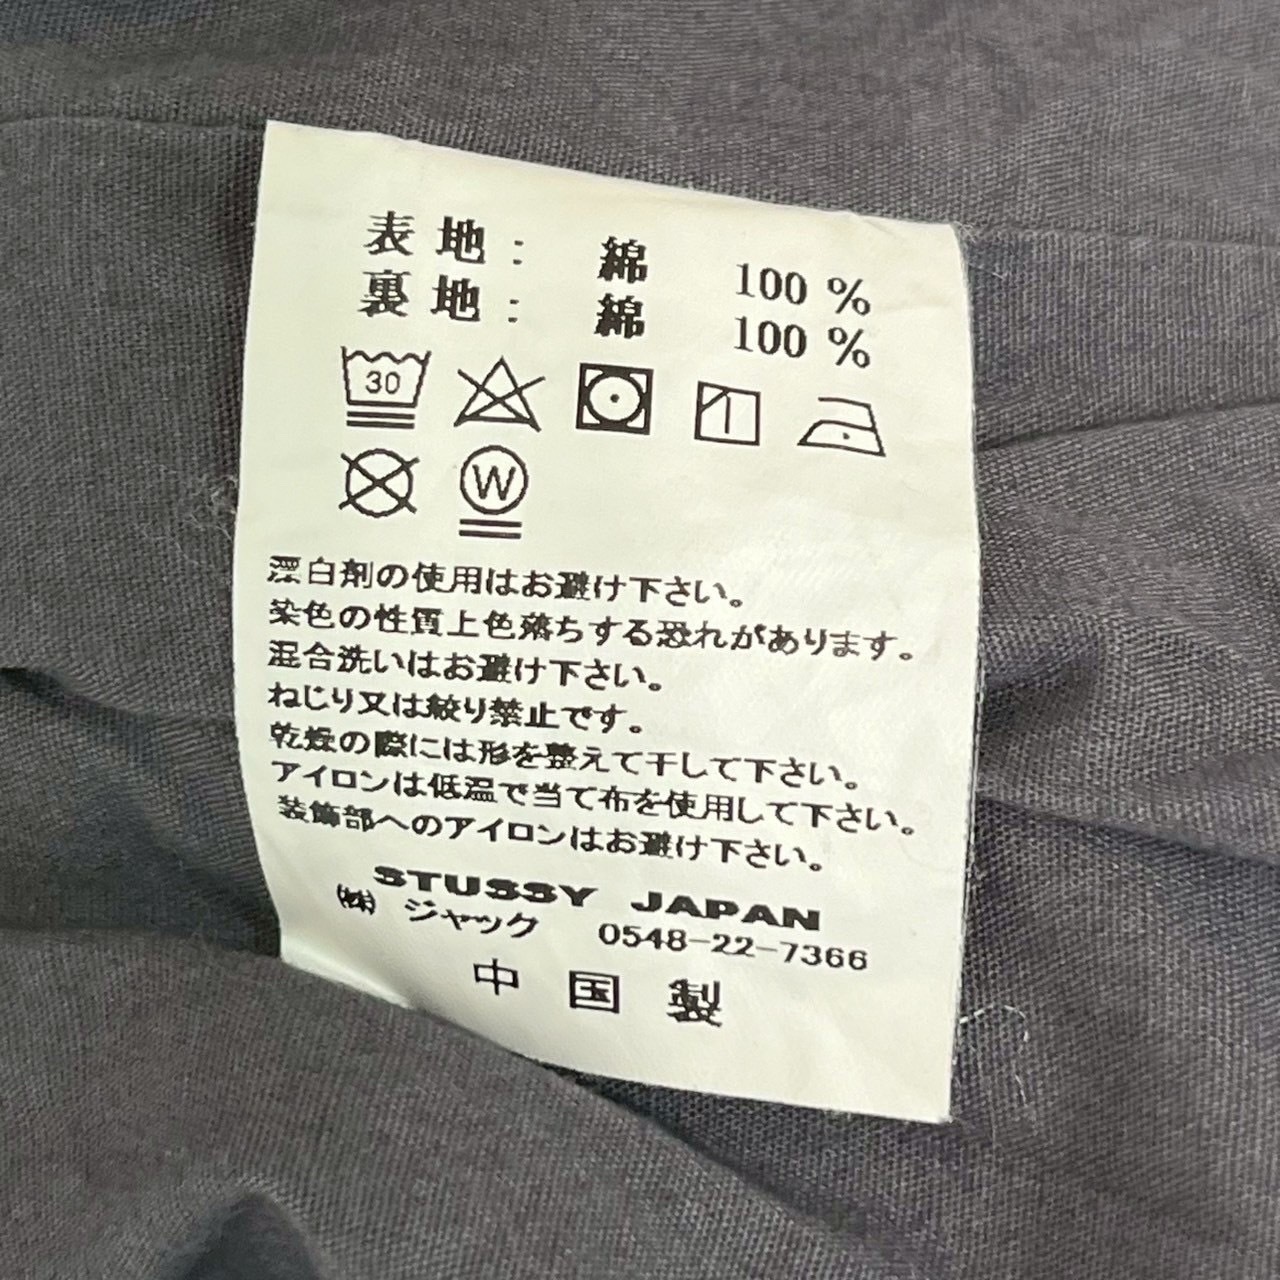 表地: 綿 100 %
裏地: 綿 100 %
30
W
漂白剤の使用はお避け下さい。
染色の性質上色落ちする恐れがあります。
混合洗いはお避け下さい。
ねじり又は絞り禁止です。
乾燥の際には形を整えて干して下さい。
アイロンは低温で当て布を使用して下さい。
装飾部へのアイロンはお避け下さい。
STUSSY JAPAN
㈱ ジャック 0548-22-7366
中国製